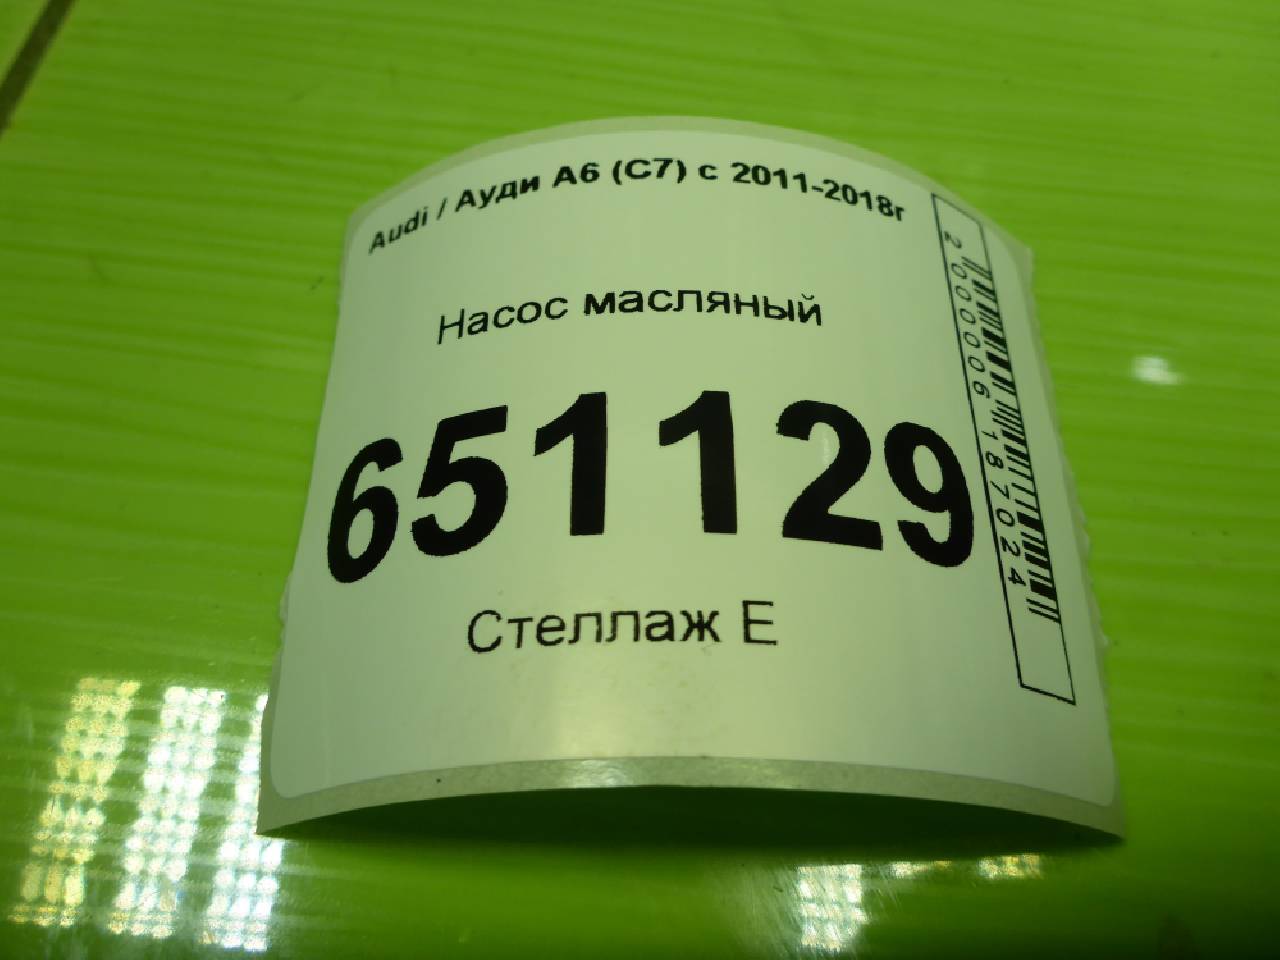 Audi / Ауди А6 (С7) с 2011-2018г
Насос масляный
651129
Стеллаж Е
2000006187024